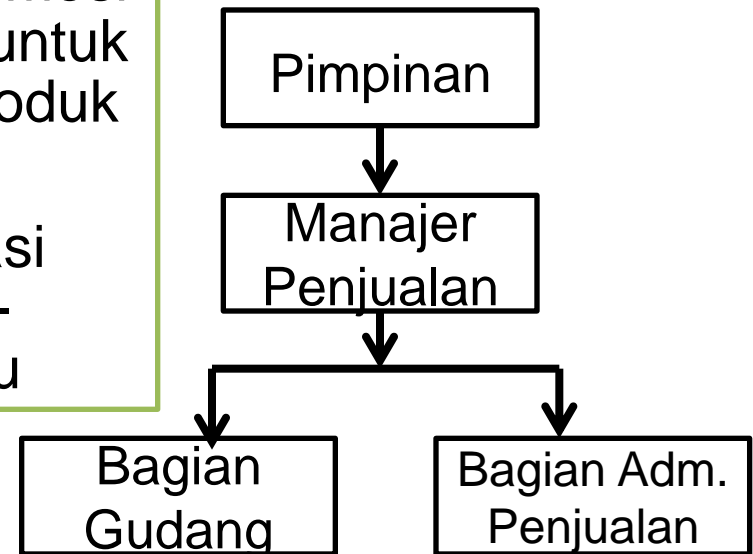 untuk
oduk
si
-
u
Pimpinan
Manajer
Penjualan
Bagian
Gudang
Bagian Adm.
Penjualan